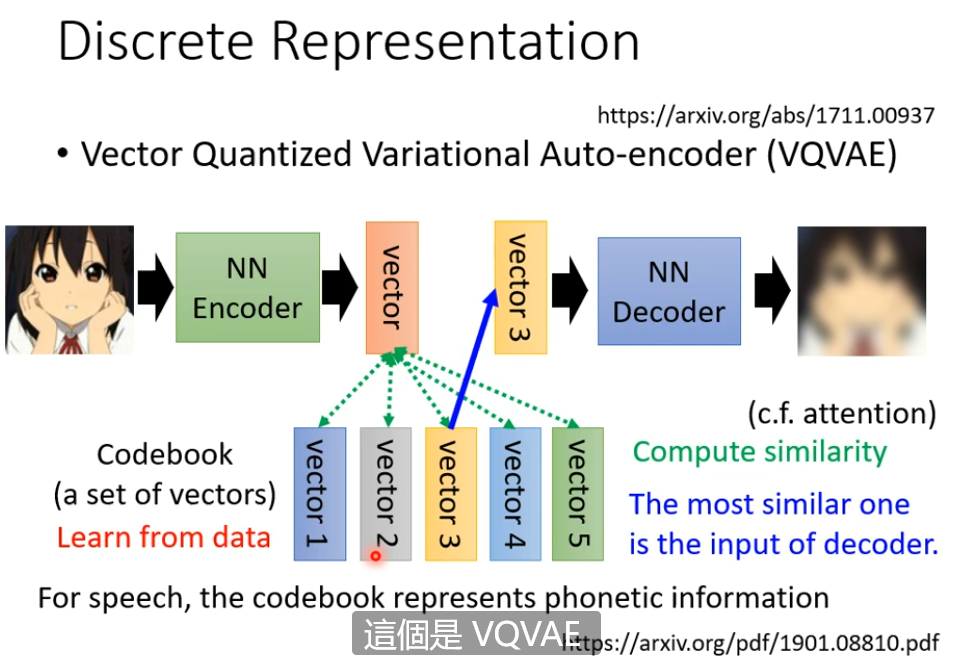 Discrete Representation
https://arxiv.org/abs/1711.00937
• Vector Quantized Variational Auto-encoder (VQVAE)
NN
Encoder
vector
vector 3
NN
Decoder
(c.f. attention)
Codebook
(a set of vectors)
Learn from data
vector 1
vector 2
vector 3
vector 4
vector 5
Compute similarity
The most similar one
is the input of decoder.
For speech, the codebook represents phonetic information
這個是 VQVAE
https://arxiv.org/pdf/1901.08810.pdf